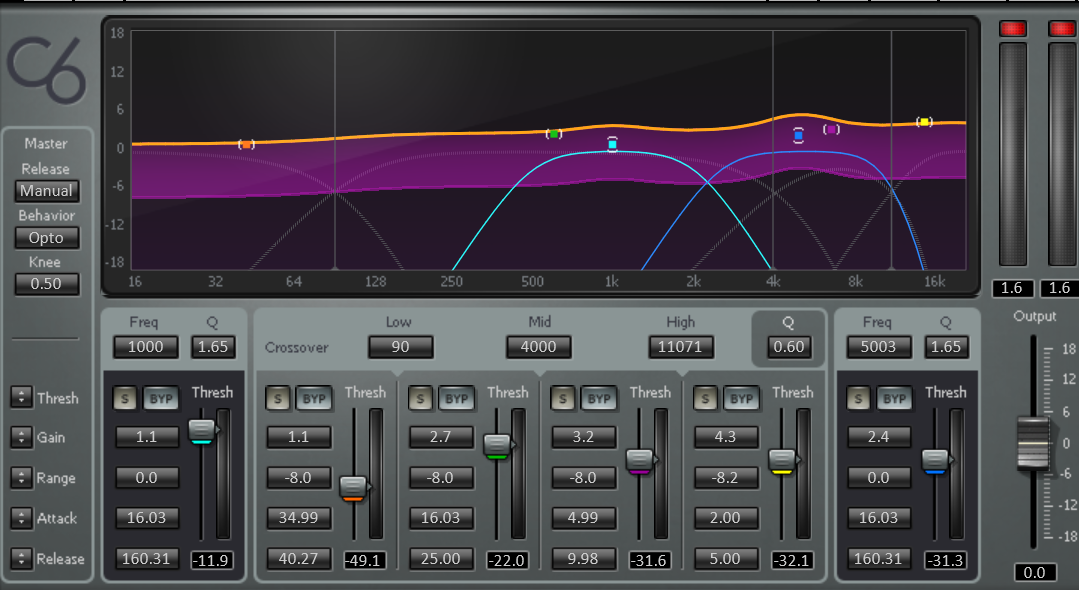 C6
Master
Release
Manual
Behavior
Opto
Knee
0.50
18
12
6
0
-6
-12
-18
16 32 64 128 250 500 1k 2k 4k 8k 16k
1.6 1.6
Freq Q
1000 1.65
Low Mid High Q
Crossover 90 4000 11071 0.60
Freq Q
5003 1.65
Output
18
12
6
0
-6
-12
-18
0.0
S BYP Thresh S BYP Thresh S BYP Thresh S BYP Thresh S BYP Thresh S BYP Thresh
Thresh
Gain 1.1 1.1 2.7 3.2 4.3 2.4
Range 0.0 -8.0 -8.0 -8.0 -8.2 0.0
Attack 16.03 34.99 16.03 4.99 2.00 16.03
Release 160.31 -11.9 40.27 -49.1 25.00 -22.0 9.98 -31.6 5.00 -32.1 160.31 -31.3